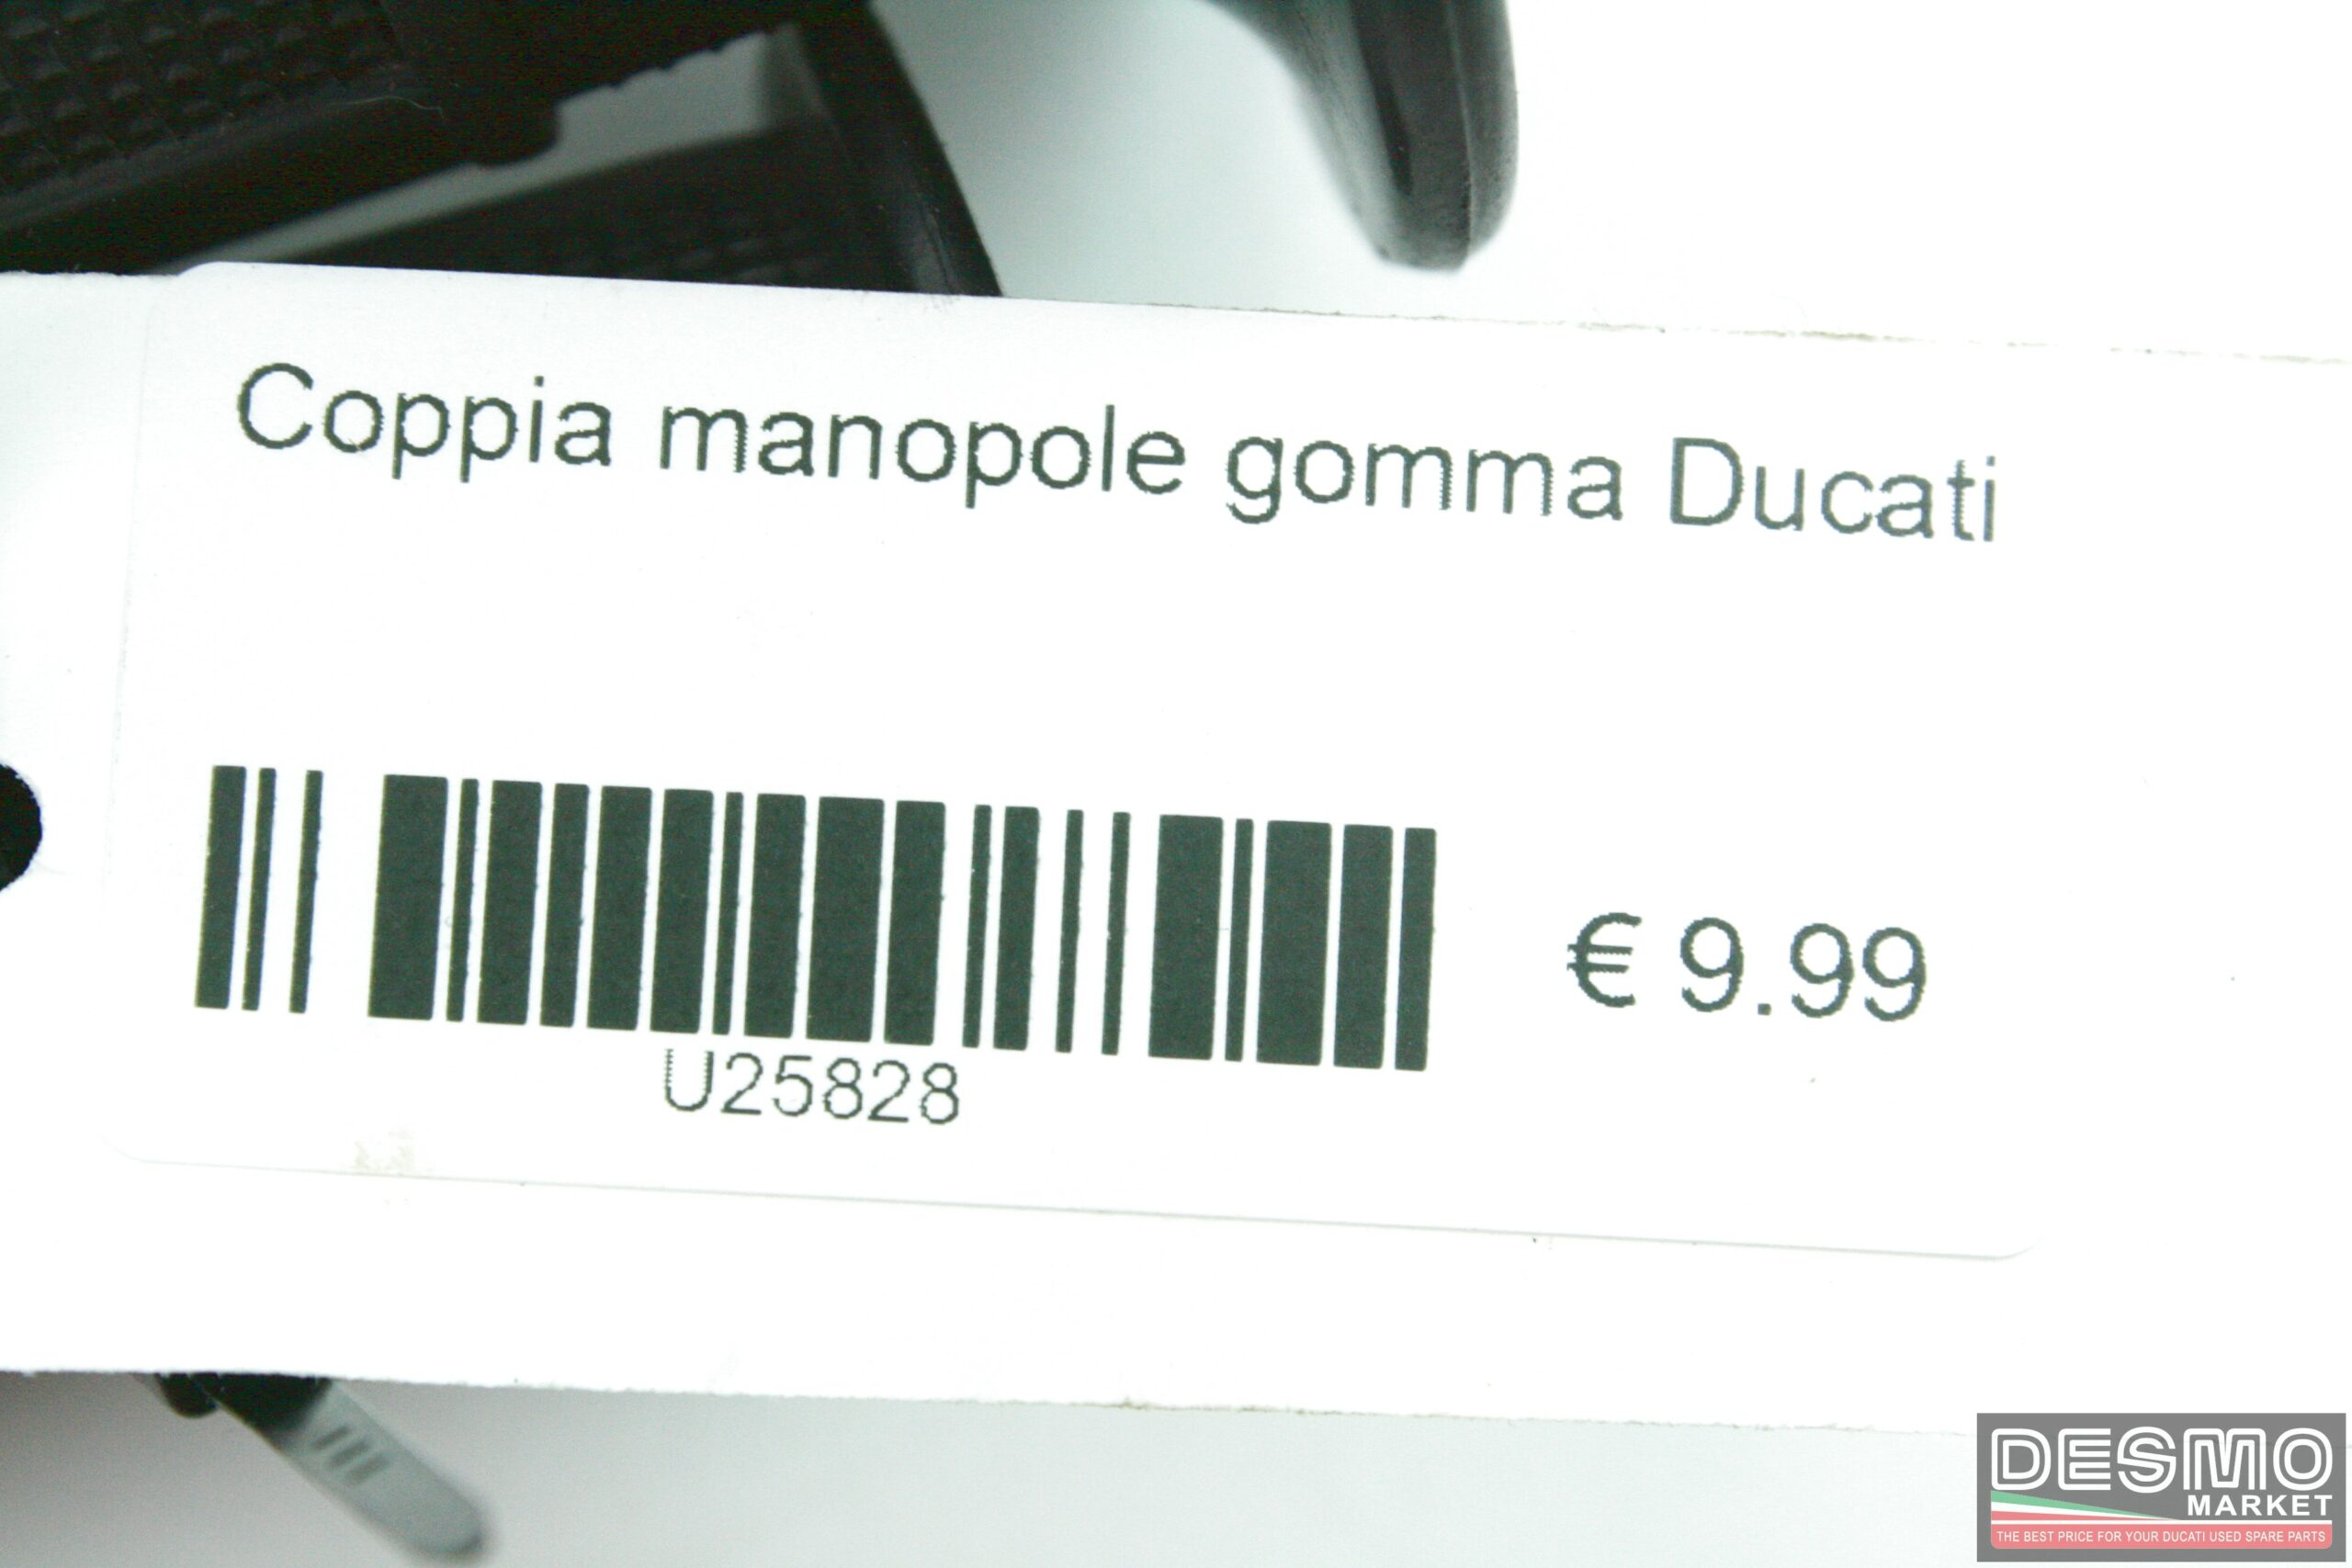 Coppia manopole gomma Ducati
€ 9.99
U25828
DESMO
MARKET
THE BEST PRICE FOR YOUR DUCATI USED SPARE PARTS